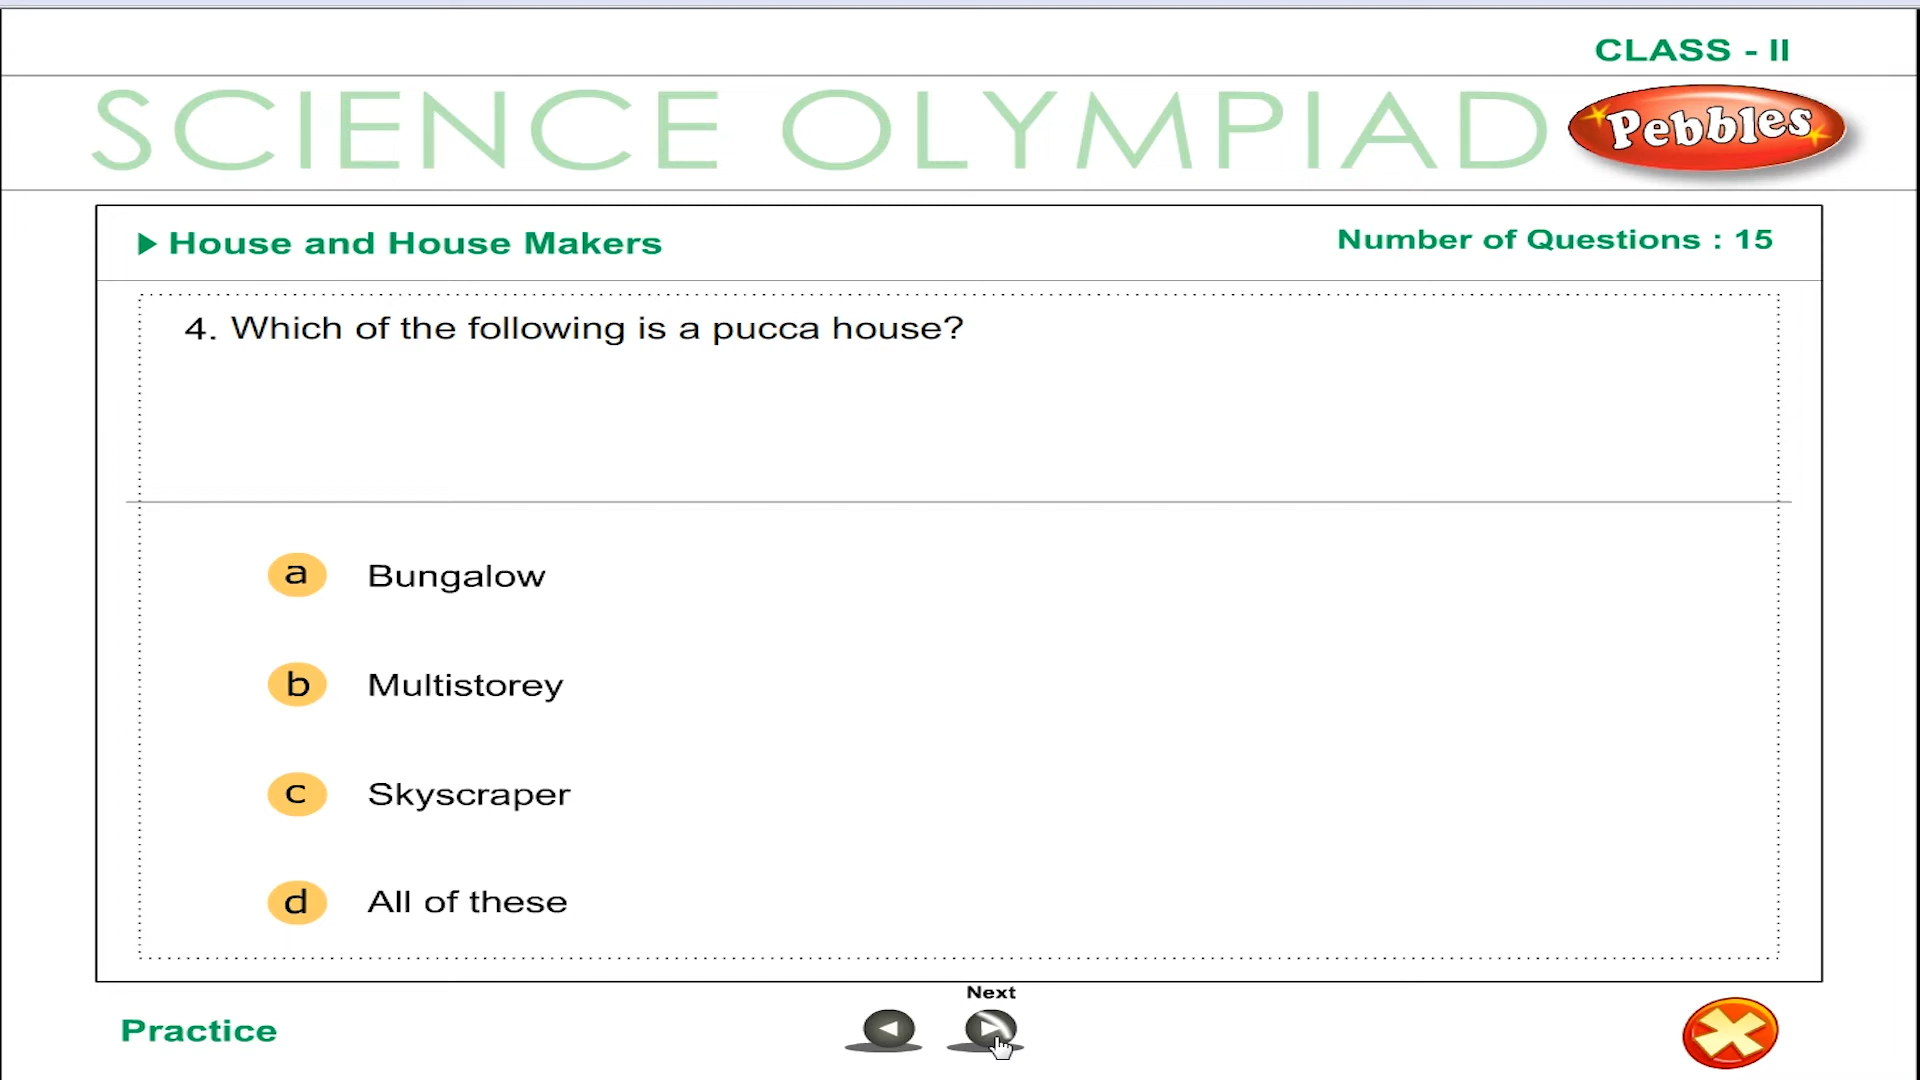 CLASS - II
SCIENCE OLYMPIAD
Pebbles
House and House Makers
Number of Questions : 15
4. Which of the following is a pucca house?
a Bungalow
b Multistorey
c Skyscraper
d All of these
Next
Practice